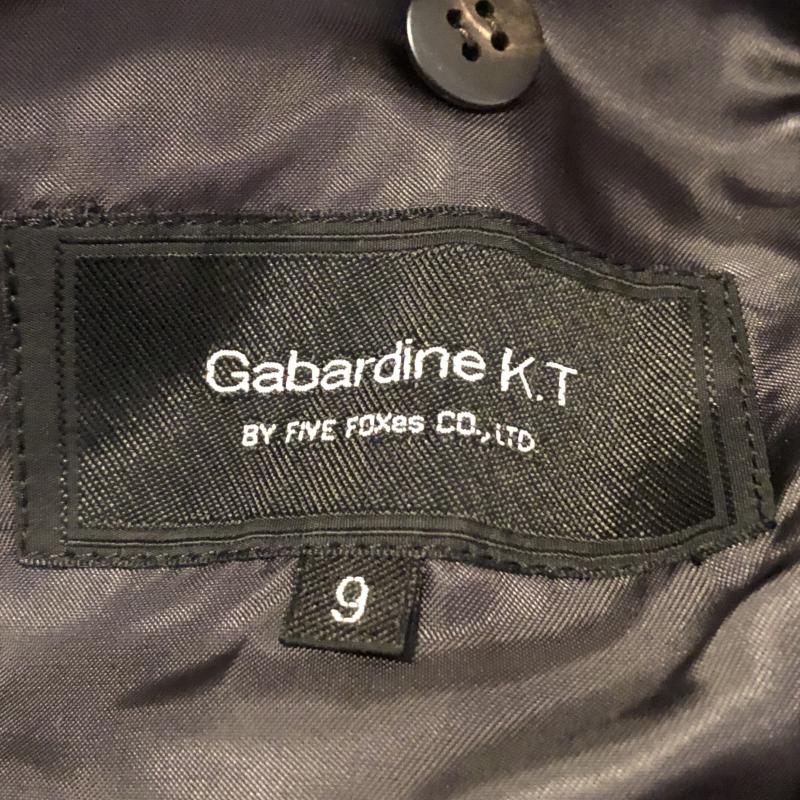 Gabardine K.T
BY FIVE FOXes CO.,LTD.
9